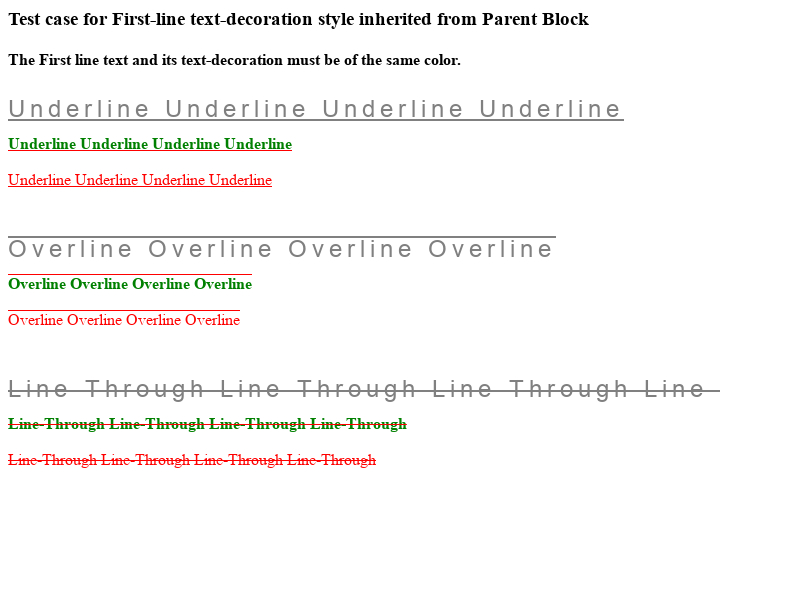 Test case for First-line text-decoration style inherited from Parent Block
The First line text and its text-decoration must be of the same color.
Underline Underline Underline Underline
Underline Underline Underline Underline
Underline Underline Underline Underline
Overline Overline Overline Overline
Overline Overline Overline Overline
Overline Overline Overline Overline
Line Through Line Through Line Through Line
Line-Through Line-Through Line-Through Line-Through
Line-Through Line-Through Line-Through Line-Through